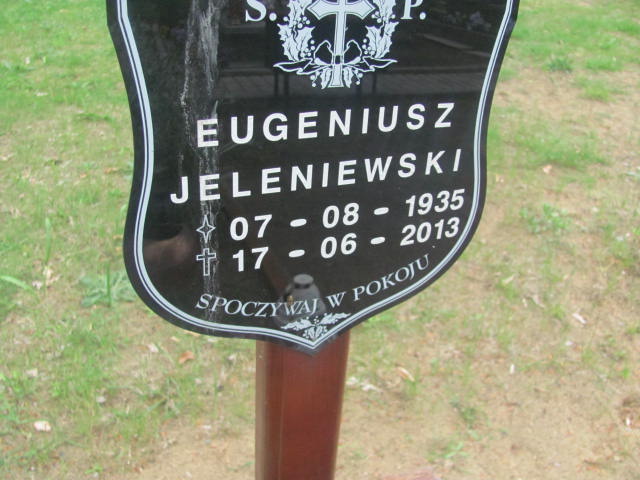 S. P.
EUGENIUSZ
JELENIEWSKI
07 - 08 - 1935
17 - 06 - 2013
SPOCZYWAJ W POKOJU